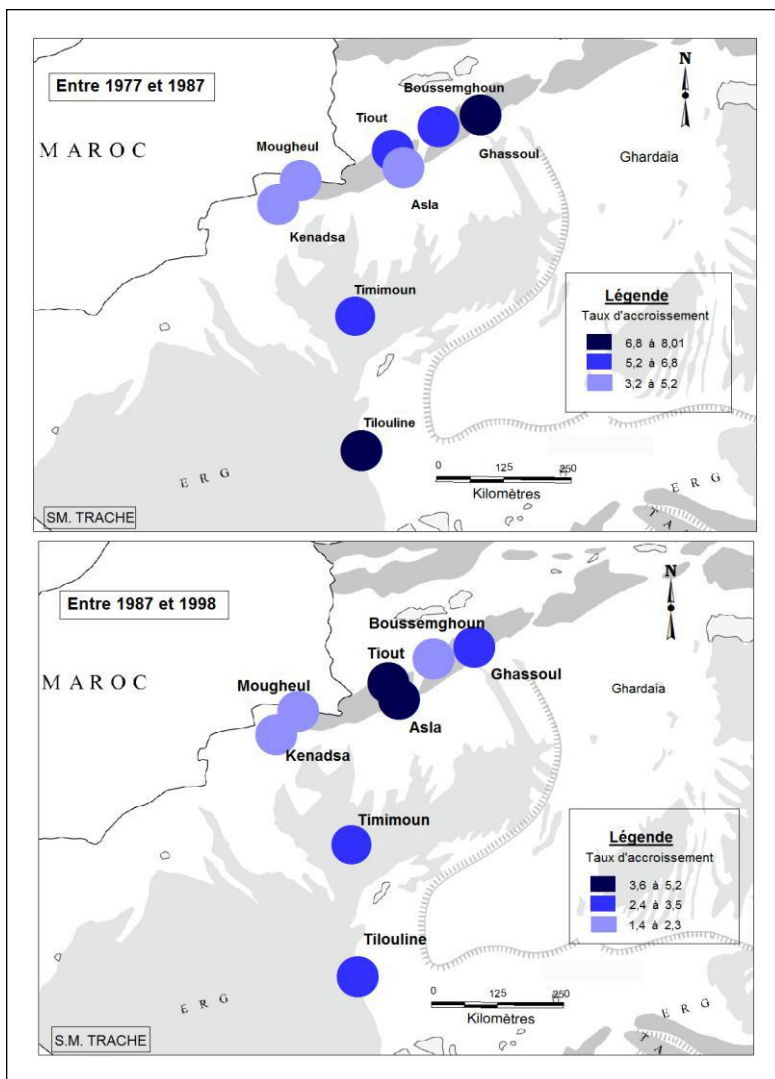 Entre 1977 et 1987
Boussemghoun
N
Tiout
MAROC
Mougheul
Ghassoul
Ghardaïa
Asla
Kenadsa
Timimoun
Légende
Taux d'accroissement
6,8 à 8,01
5,2 à 6,8
3,2 à 5,2
Tilouline
0 125 250
Kilomètres
ERG
ERG
SM. TRACHE
Entre 1987 et 1998
N
Boussemghoun
Tiout
Ghassoul
MAROC
Mougheul
Ghardaïa
Asla
Kenadsa
Timimoun
Légende
Taux d'accroissement
3,6 à 5,2
2,4 à 3,5
1,4 à 2,3
Tilouline
0 125 250
Kilomètres
ERG
ERG
S.M. TRACHE